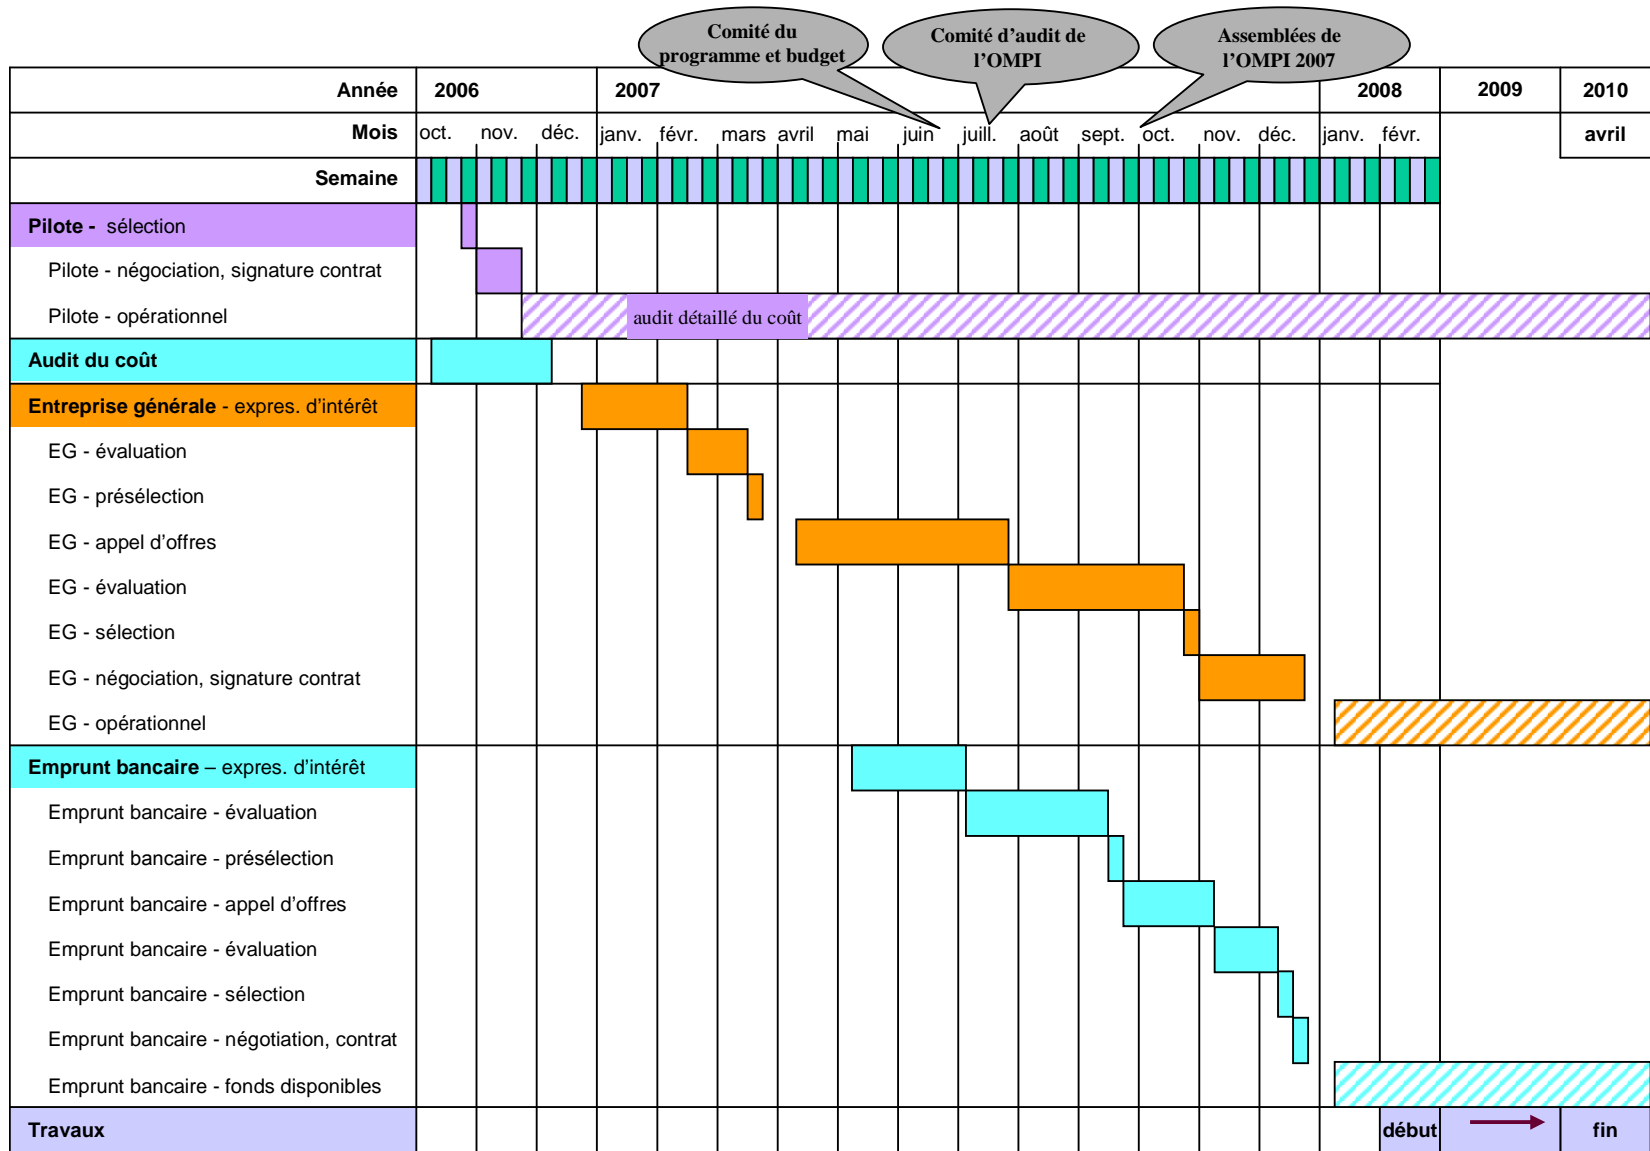 Comité du
programme et budget
Comité d’audit de
l’OMPI
Assemblées de
l’OMPI 2007
Année 2006 2007 2008 2009 2010
Mois oct. nov. déc. janv. févr. mars avril mai juin juill. août sept. oct. nov. déc. janv. févr. avril
Semaine
Pilote - sélection
Pilote - négociation, signature contrat
Pilote - opérationnel audit détaillé du coût
Audit du coût
Entreprise générale - expres. d’intérêt
EG - évaluation
EG - présélection
EG - appel d’offres
EG - évaluation
EG - sélection
EG - négociation, signature contrat
EG - opérationnel
Emprunt bancaire – expres. d’intérêt
Emprunt bancaire - évaluation
Emprunt bancaire - présélection
Emprunt bancaire - appel d’offres
Emprunt bancaire - évaluation
Emprunt bancaire - sélection
Emprunt bancaire - négotiation, contrat
Emprunt bancaire - fonds disponibles
Travaux début fin